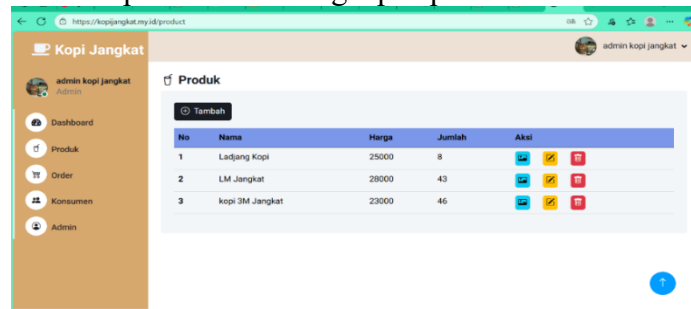 https://kopijangkat.my.id/product
Kopi Jangkat
admin kopi jangkat
admin kopi jangkat
Admin
Produk
Tambah
Dashboard
Produk
Order
Konsumen
Admin
No Nama Harga Jumlah Aksi
1 Ladjang Kopi 25000 8
2 LM Jangkat 28000 43
3 kopi 3M Jangkat 23000 46